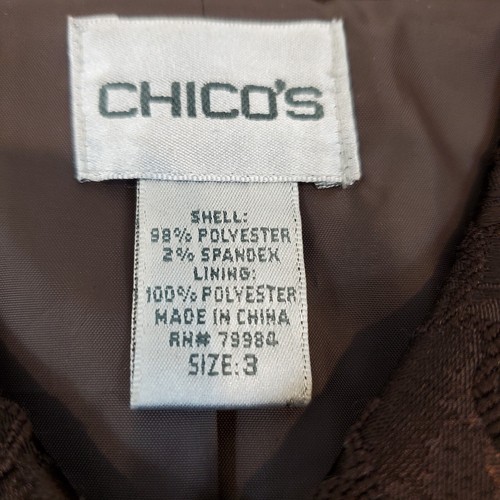 CHICO'S
SHELL:
98% POLYESTER
2% SPANDEX
LINING:
100% POLYESTER
MADE IN CHINA
RN# 79984
SIZE: 3